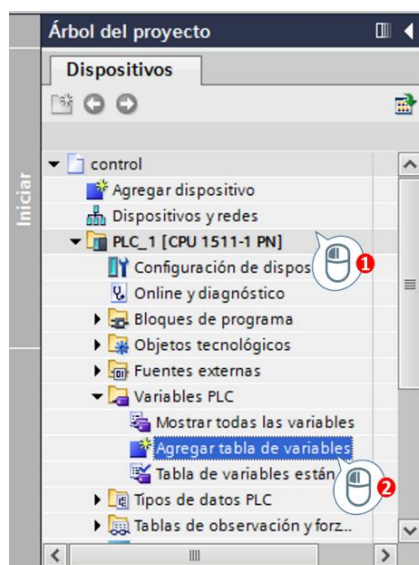 Árbol del proyecto
Dispositivos
Iniciar
control
Agregar dispositivo
Dispositivos y redes
PLC_1 [CPU 1511-1 PN]
Configuración de dispos
1
Online y diagnóstico
Bloques de programa
Objetos tecnológicos
Fuentes externas
Variables PLC
Mostrar todas las variables
Agregar tabla de variables
Tabla de variables están
2
Tipos de datos PLC
Tablas de observación y forz...